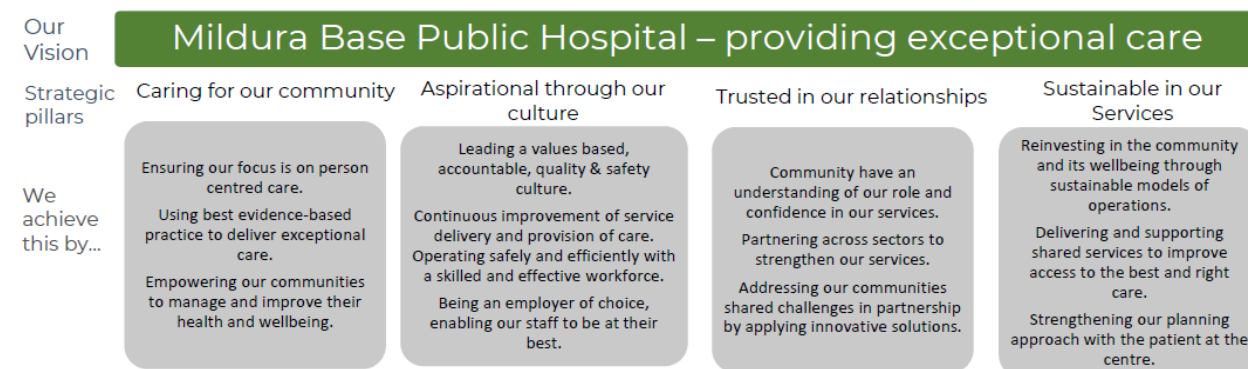 Our
Vision
Mildura Base Public Hospital – providing exceptional care
Strategic
pillars
Caring for our community
Aspirational through our
culture
Trusted in our relationships
Sustainable in our
Services
We
achieve
this by...
Ensuring our focus is on person
centred care.
Using best evidence-based
practice to deliver exceptional
care.
Empowering our communities
to manage and improve their
health and wellbeing.
Leading a values based,
accountable, quality & safety
culture.
Continuous improvement of service
delivery and provision of care.
Operating safely and efficiently with
a skilled and effective workforce.
Being an employer of choice,
enabling our staff to be at their
best.
Community have an
understanding of our role and
confidence in our services.
Partnering across sectors to
strengthen our services.
Addressing our communities
shared challenges in partnership
by applying innovative solutions.
Reinvesting in the community
and its wellbeing through
sustainable models of
operations.
Delivering and supporting
shared services to improve
access to the best and right
care.
Strengthening our planning
approach with the patient at the
centre.